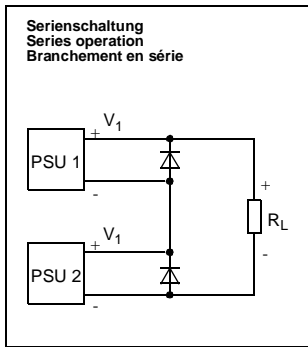 Serienschaltung
Series operation
Branchement en série
+ V1
PSU 1
-
+
RL
-
+ V1
PSU 2
-